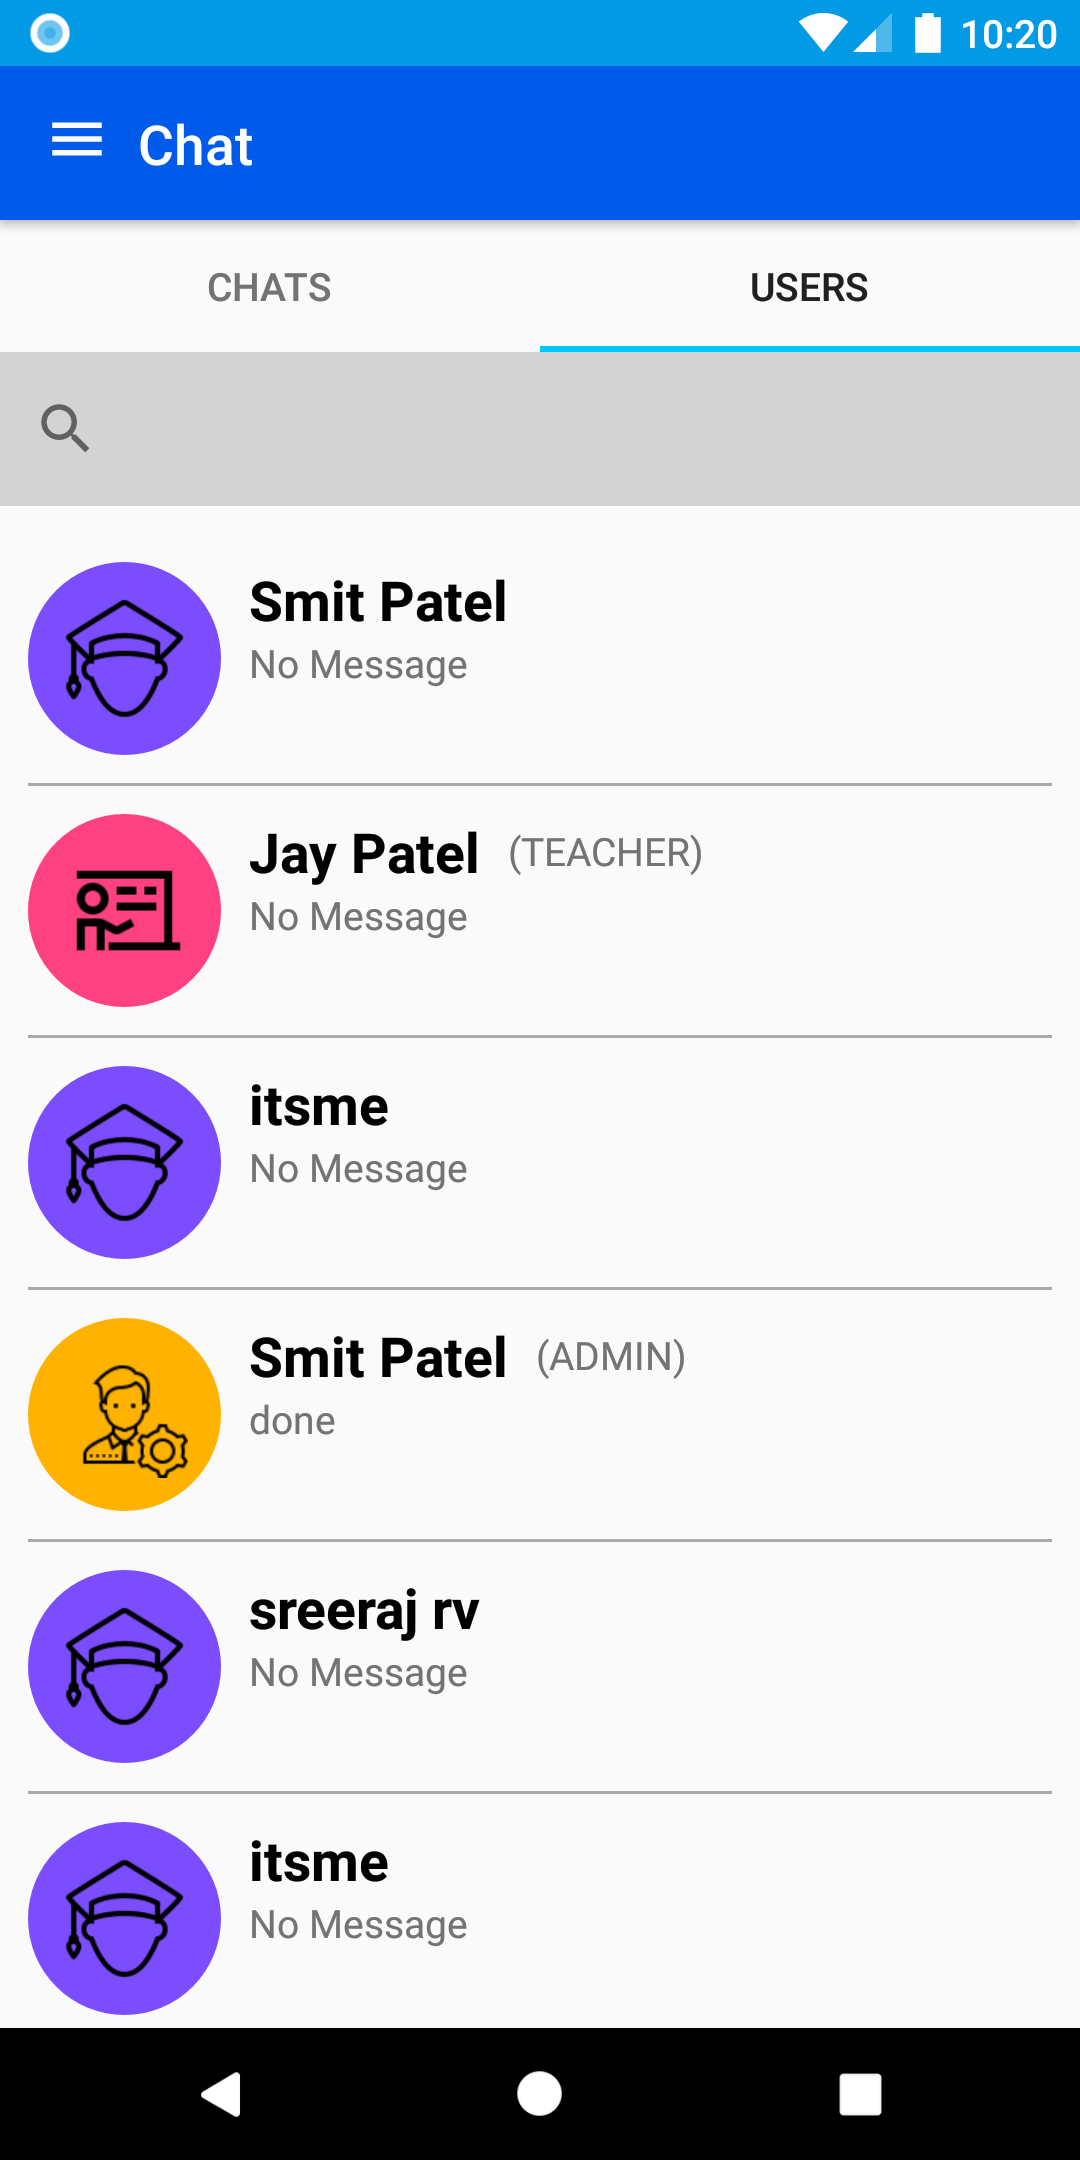 10:20
Chat
CHATS
USERS
Smit Patel
No Message
Jay Patel (TEACHER)
No Message
itsme
No Message
Smit Patel (ADMIN)
done
sreeraj rv
No Message
itsme
No Message